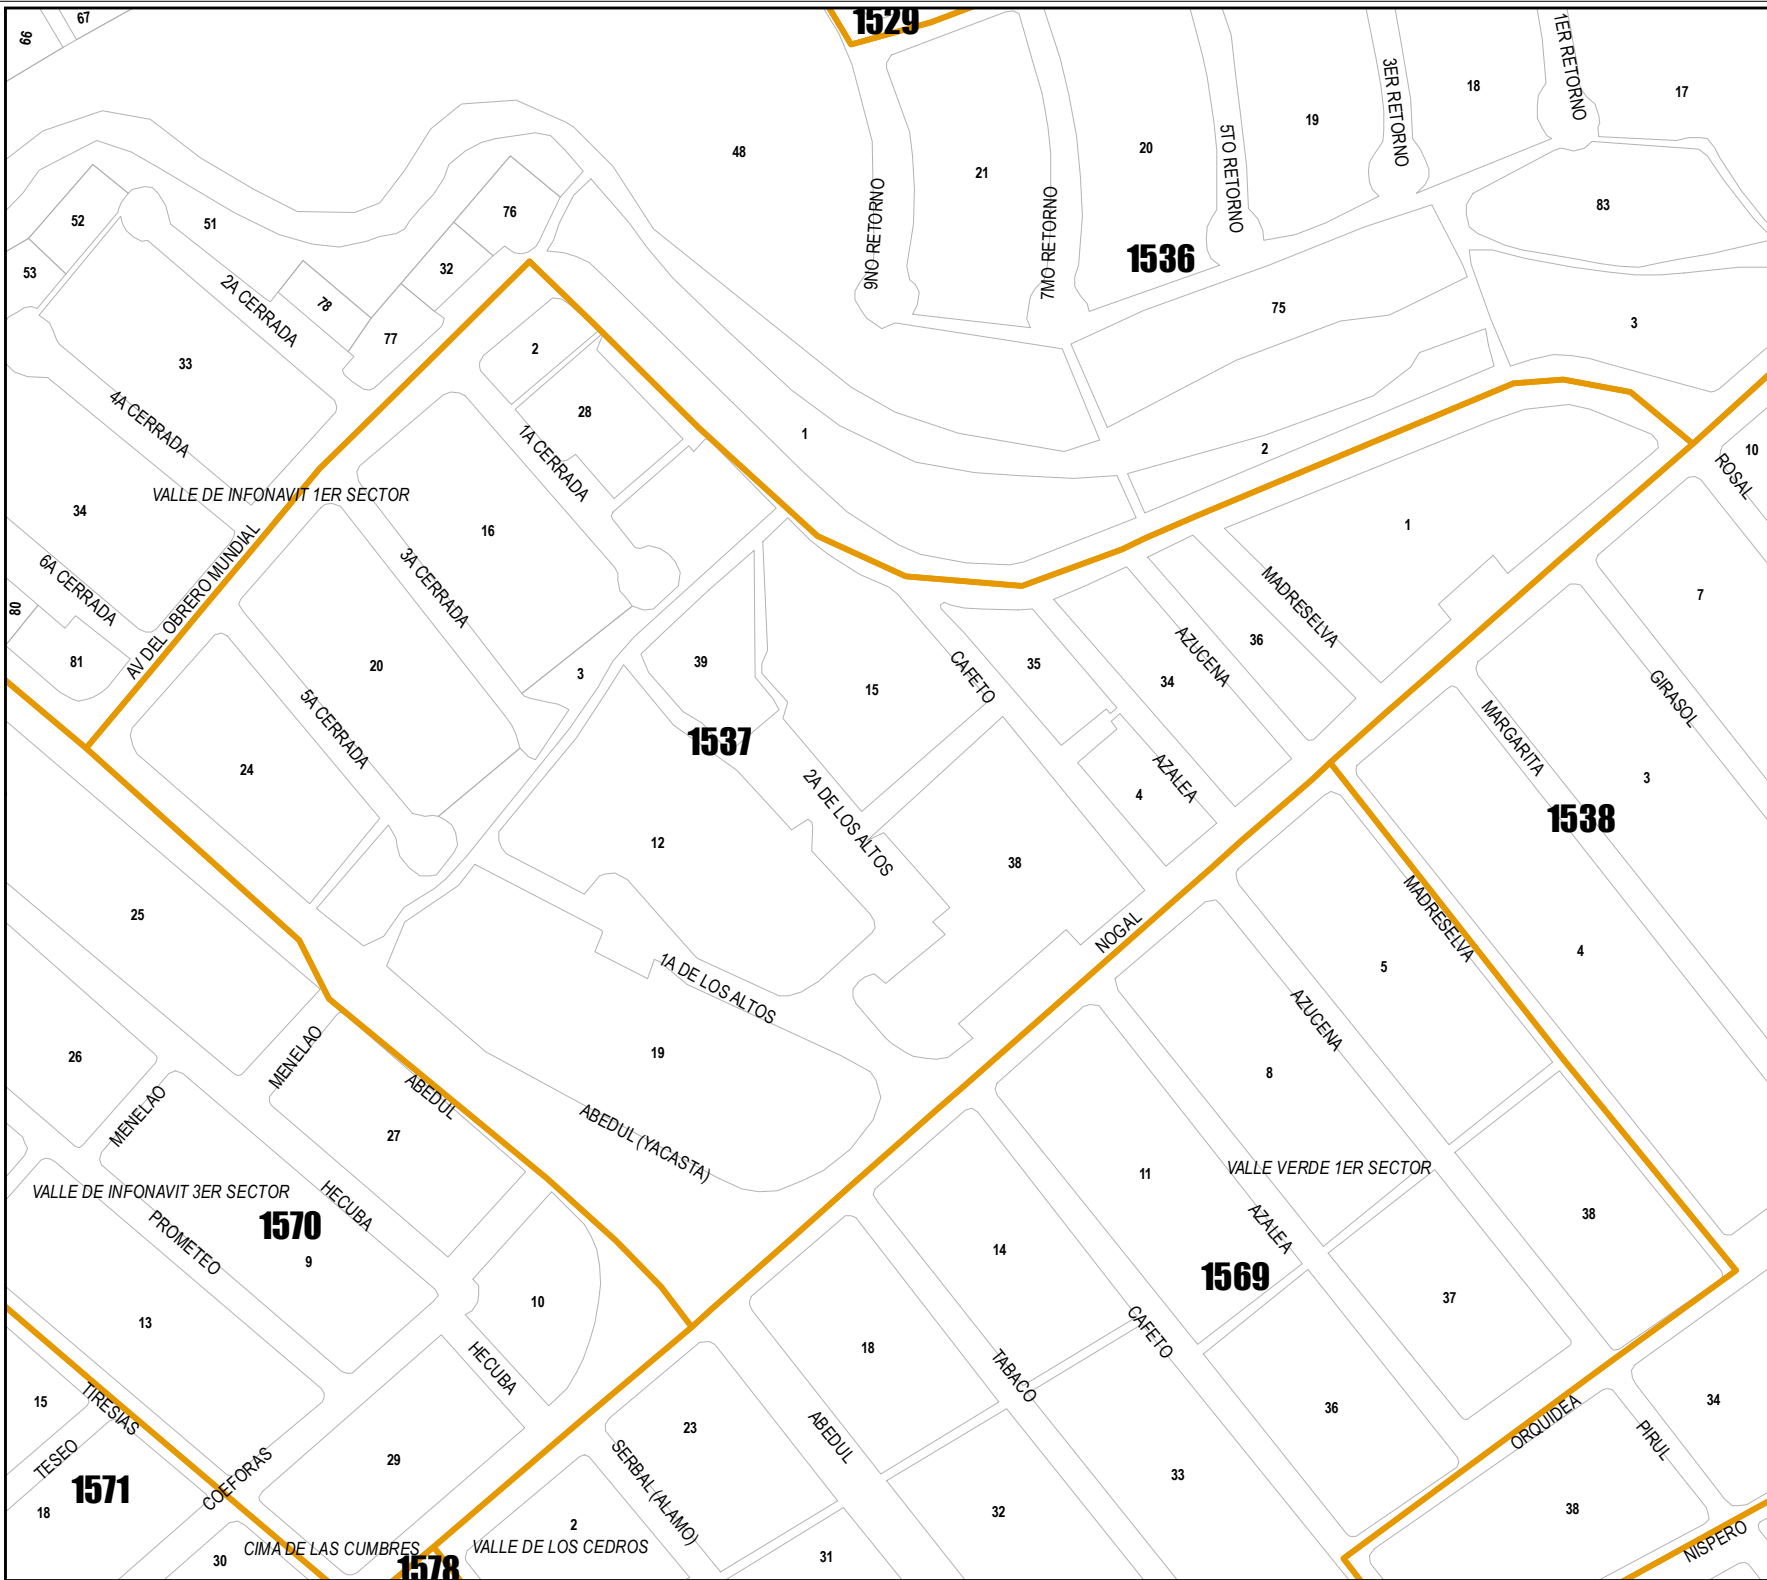 67
66
1529
1ER RETORNO
3ER RETORNO
18
17
19
5TO RETORNO
20
48
21
9NO RETORNO
7MO RETORNO
1536
83
52
51
76
53
32
2A CERRADA
78
77
75
3
33
2
4A CERRADA
28
1A CERRADA
1
2
10
ROSAL
VALLE DE INFONAVIT 1ER SECTOR
34
16
1
AV DEL OBRERO MUNDIAL
6A CERRADA
3A CERRADA
MADRESELVA
80
7
81
20
3
39
15
CAFETO
35
34
AZUCENA
36
GIRASOL
5A CERRADA
1537
MARGARITA
24
2A DE LOS ALTOS
4
AZALEA
3
1538
12
38
25
NOGAL
MADRESELVA
4
5
1A DE LOS ALTOS
AZUCENA
26
MENELAO
19
8
MENELAO
ABEDUL
27
ABEDUL (YACASTA)
11
VALLE VERDE 1ER SECTOR
VALLE DE INFONAVIT 3ER SECTOR
HECUBA
PROMETEO
1570
9
38
AZALEA
14
1569
10
37
13
CAFETO
18
HECUBA
TABACO
15
TIRESIAS
36
34
23
ABEDUL
ORQUIDEA
PIRUL
TESEO
1571
COEFORAS
29
SERBAL (ALAMO)
33
18
32
38
2
30
CIMA DE LAS CUMBRES
VALLE DE LOS CEDROS
31
NISPERO
1578